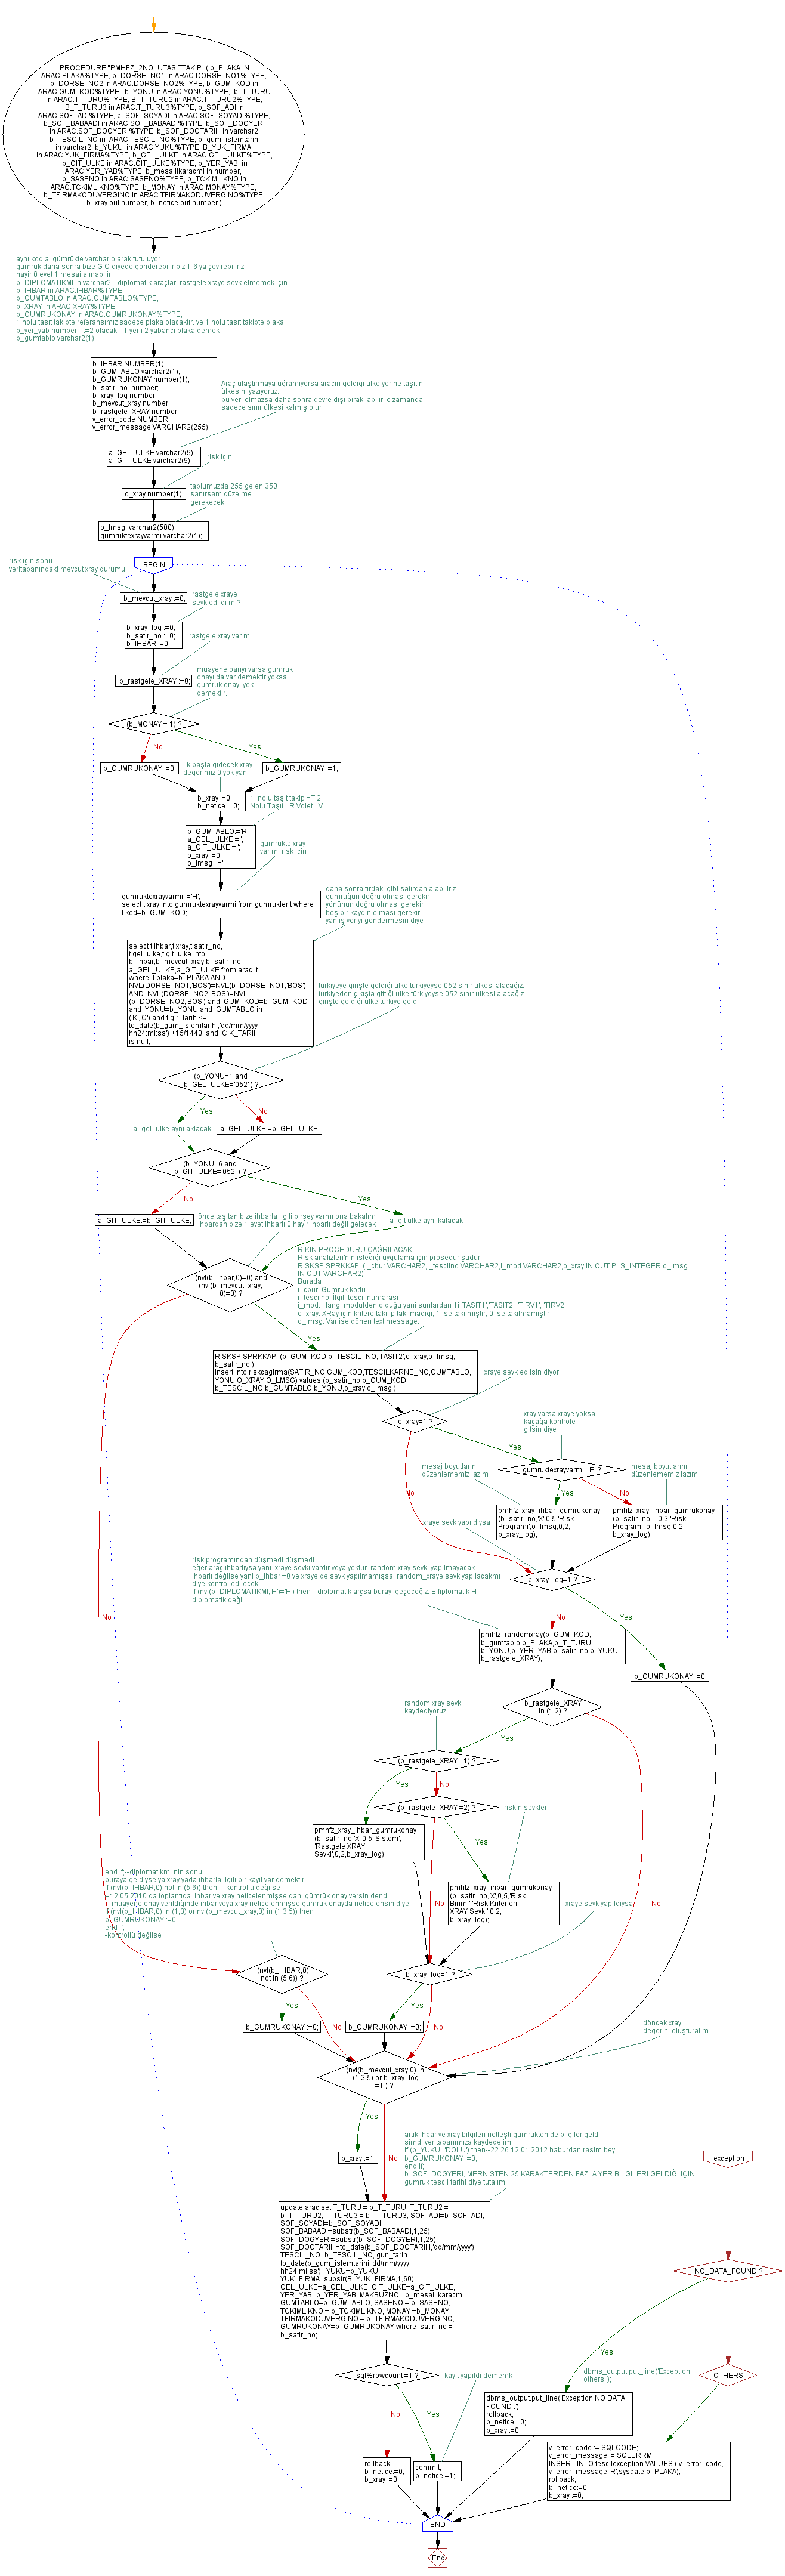 PROCEDURE "PMHFZ_2NOLUTASITTAKIP" ( b_PLAKA IN
ARAC.PLAKA%TYPE, b_DORSE_NO1 in ARAC.DORSE_NO1%TYPE,
b_DORSE_NO2 in ARAC.DORSE_NO2%TYPE, b_GUM_KOD in
ARAC.GUM_KOD%TYPE, b_YONU in ARAC.YONU%TYPE, b_T_TURU
in ARAC.T_TURU%TYPE, B_T_TURU2 in ARAC.T_TURU2%TYPE,
B_T_TURU3 in ARAC.T_TURU3%TYPE, b_SOF_ADI in
ARAC.SOF_ADI%TYPE, b_SOF_SOYADI in ARAC.SOF_SOYADI%TYPE,
b_SOF_BABAADI in ARAC.SOF_BABAADI%TYPE, b_SOF_DOGYERI
in ARAC.SOF_DOGYERI%TYPE, b_SOF_DOGTARIH in varchar2,
b_TESCIL_NO in ARAC.TESCIL_NO%TYPE, b_gum_islemtarihi
in varchar2, b_YUKU in ARAC.YUKU%TYPE, B_YUK_FIRMA
in ARAC.YUK_FIRMA%TYPE, b_GEL_ULKE in ARAC.GEL_ULKE%TYPE,
b_GIT_ULKE in ARAC.GIT_ULKE%TYPE, b_YER_YAB in
ARAC.YER_YAB%TYPE, b_mesailikaracmi in number,
b_SASENO in ARAC.SASENO%TYPE, b_TCKIMLIKNO in
ARAC.TCKIMLIKNO%TYPE, b_MONAY in ARAC.MONAY%TYPE,
b_TFIRMAKODUVERGINO in ARAC.TFIRMAKODUVERGINO%TYPE,
b_xray out number, b_netice out number )
aynı kodla. gümrükte varchar olarak tutuluyor.
gümrük daha sonra bize G C diyede gönderebilir biz 1-6 ya çevirebiliriz
hayir 0 evet 1 mesai alınabilir
b_DIPLOMATIKMI in varchar2,--diplomatik araçları rastgele xraye sevk etmemek için
b_IHBAR in ARAC.IHBAR%TYPE,
b_GUMTABLO in ARAC.GUMTABLO%TYPE,
b_XRAY in ARAC.XRAY%TYPE,
b_GUMRUKONAY in ARAC.GUMRUKONAY%TYPE,
1 nolu taşıt takipte referansımız sadece plaka olacaktır. ve 1 nolu taşıt takipte plaka
b_yer_yab number;--:=2 olacak --1 yerli 2 yabanci plaka demek
b_gumtablo varchar2(1);
b_IHBAR NUMBER(1);
b_GUMTABLO varchar2(1);
b_GUMRUKONAY number(1);
b_satir_no number;
b_xray_log number;
b_mevcut_xray number;
b_rastgele_XRAY number;
v_error_code NUMBER;
v_error_message VARCHAR2(255);
Araç ulaştırmaya uğramıyorsa aracın geldiği ülke yerine taşıtın
ülkesini yazıyoruz.
bu veri olmazsa daha sonra devre dışı bırakılabilir. o zamanda
sadece sınır ülkesi kalmış olur
a_GEL_ULKE varchar2(9);
a_GIT_ULKE varchar2(9);
risk için
o_xray number(1);
tablumuzda 255 gelen 350
sanırsam düzelme
gerekecek
o_lmsg varchar2(500);
gumruktexrayvarmi varchar2(1);
BEGIN
risk için sonu
veritabanındaki mevcut xray durumu
b_mevcut_xray :=0;
rastgele xraye
sevk edildi mi?
b_xray_log :=0;
b_satir_no :=0;
b_IHBAR :=0;
rastgele xray var mi
b_rastgele_XRAY :=0;
muayene oanyı varsa gumruk
onayı da var demektir yoksa
gumruk onayı yok
demektir.
(b_MONAY = 1) ?
No
Yes
b_GUMRUKONAY :=0;
b_GUMRUKONAY :=1;
ilk başta gidecek xray
değerimiz 0 yok yani
b_xray :=0;
b_netice :=0;
1. nolu taşıt takip =T 2.
Nolu Taşıt =R Volet =V
b_GUMTABLO:='R';
a_GEL_ULKE:='';
a_GIT_ULKE:='';
o_xray :=0;
o_lmsg :='';
gümrükte xray
var mı risk için
gumruktexrayvarmi :='H';
select t.xray into gumruktexrayvarmi from gumrukler t where
t.kod=b_GUM_KOD;
daha sonra tırdaki gibi satırdan alabiliriz
gümrüğün doğru olması gerekir
yönünün doğru olması gerekir
boş bir kaydın olması gerekir
yanlış veriyi göndermesin diye
select t.ihbar,t.xray,t.satir_no,
t.gel_ulke,t.git_ulke into
b_ihbar,b_mevcut_xray,b_satir_no,
a_GEL_ULKE,a_GIT_ULKE from arac t
where t.plaka=b_PLAKA AND
NVL(DORSE_NO1,'BOS')=NVL(b_DORSE_NO1,'BOS')
AND NVL(DORSE_NO2,'BOS')=NVL
(b_DORSE_NO2,'BOS') and GUM_KOD=b_GUM_KOD
and YONU=b_YONU and GUMTABLO in
('K','C') and t.gir_tarih <=
to_date(b_gum_islemtarihi,'dd/mm/yyyy
hh24:mi:ss') +15/1440 and CIK_TARIH
is null;
türkiyeye girişte geldiği ülke türkiyeyse 052 sınır ülkesi alacağız.
türkiyeden çıkışta gittiği ülke türkiyeyse 052 sınır ülkesi alacağız.
girişte geldiği ülke türkiye geldi
(b_YONU=1 and
b_GEL_ULKE='052' ) ?
Yes
No
a_gel_ulke aynı aklacak
a_GEL_ULKE:=b_GEL_ULKE;
(b_YONU=6 and
b_GIT_ULKE='052' ) ?
No
Yes
a_GIT_ULKE:=b_GIT_ULKE;
önce taşıtan bize ihbarla ilgili birşey varmı ona bakalım
ihbardan bize 1 evet ihbarlı 0 hayir ihbarlı değil gelecek
a_git ülke aynı kalacak
(nvl(b_ihbar,0)=0) and
(nvl(b_mevcut_xray,
0)=0) ?
RİKİN PROCEDURU ÇAĞRILACAK
Risk analizleri'nin istediği uygulama için prosedür şudur:
RISKSP.SPRKKAPI (i_cbur VARCHAR2,i_tescilno VARCHAR2,i_mod VARCHAR2,o_xray IN OUT PLS_INTEGER,o_lmsg
IN OUT VARCHAR2)
Burada
i_cbur: Gümrük kodu
i_tescilno: İlgili tescil numarası
i_mod: Hangi modülden olduğu yani şunlardan 1i 'TASIT1','TASIT2', 'TIRV1', 'TIRV2'
o_xray: XRay için kritere takılıp takılmadığı, 1 ise takılmıştır, 0 ise takılmamıştır
o_lmsg: Var ise dönen text message.
Yes
RISKSP.SPRKKAPI (b_GUM_KOD,b_TESCIL_NO,'TASIT2',o_xray,o_lmsg,
b_satir_no );
insert into riskcagirma(SATIR_NO,GUM_KOD,TESCILKARNE_NO,GUMTABLO,
YONU,O_XRAY,O_LMSG) values (b_satir_no,b_GUM_KOD,
b_TESCIL_NO,b_GUMTABLO,b_YONU,o_xray,o_lmsg );
xraye sevk edilsin diyor
o_xray=1 ?
xray varsa xraye yoksa
kaçağa kontrole
gitsin diye
Yes
gumruktexrayvarmi='E' ?
mesaj boyutlarını
düzenlememiz lazım
mesaj boyutlarını
düzenlememiz lazım
No
Yes
No
pmhfz_xray_ihbar_gumrukonay
(b_satir_no,'X',0,5,'Risk
Programi',o_lmsg,0,2,
b_xray_log);
pmhfz_xray_ihbar_gumrukonay
(b_satir_no,'I',0,3,'Risk
Programi',o_lmsg,0,2,
b_xray_log);
xraye sevk yapıldıysa
b_xray_log=1 ?
risk programından düşmedi düşmedi
eğer araç ihbarlıysa yani xraye sevki vardır veya yoktur. random xray sevki yapılmayacak
ihbarlı değilse yani b_ihbar =0 ve xraye de sevk yapılmamışsa, random_xraye sevk yapılacakmı
diye kontrol edilecek
if (nvl(b_DIPLOMATIKMI,'H')='H') then --diplomatik arçsa burayı geçeceğiz. E fiplomatik H
diplomatik değil
No
No
Yes
pmhfz_randomxray(b_GUM_KOD,
b_gumtablo,b_PLAKA,b_T_TURU,
b_YONU,b_YER_YAB,b_satir_no,b_YUKU,
b_rastgele_XRAY);
b_GUMRUKONAY :=0;
b_rastgele_XRAY
in (1,2) ?
random xray sevki
kaydediyoruz
Yes
(b_rastgele_XRAY =1) ?
Yes
No
(b_rastgele_XRAY =2) ?
riskin sevkleri
pmhfz_xray_ihbar_gumrukonay
(b_satir_no,'X',0,5,'Sistem',
'Rastgele XRAY
Sevki',0,2,b_xray_log);
Yes
end if;--diplomatikmi nin sonu
buraya geldiyse ya xray yada ihbarla ilgili bir kayıt var demektir.
if (nvl(b_IHBAR,0) not in (5,6)) then ---kontrollü değilse
--12.05.2010 da toplantıda. ihbar ve xray neticelenmişse dahi gümrük onay versin dendi.
-- muayene onay verildiğinde ihbar veya xray neticelenmişse gumruk onayda neticelensin diye
if (nvl(b_IHBAR,0) in (1,3) or nvl(b_mevcut_xray,0) in (1,3,5)) then
b_GUMRUKONAY :=0;
end if;
-kontrollü değilse
pmhfz_xray_ihbar_gumrukonay
(b_satir_no,'X',0,5,'Risk
Birimi','Risk Kriterleri
XRAY Sevki',0,2,
b_xray_log);
No
xraye sevk yapıldıysa
No
(nvl(b_IHBAR,0)
not in (5,6)) ?
b_xray_log=1 ?
Yes
No
Yes
No
b_GUMRUKONAY :=0;
b_GUMRUKONAY :=0;
döncek xray
değerini oluşturalım
(nvl(b_mevcut_xray,0) in
(1,3,5) or b_xray_log
=1 ) ?
Yes
No
b_xray :=1;
artık ihbar ve xray bilgileri netleşti gümrükten de bilgiler geldi
şimdi veritabanımıza kaydedelim
if (b_YUKU='DOLU') then--22:26 12.01.2012 haburdan rasim bey
b_GUMRUKONAY :=0;
end if;
b_SOF_DOGYERİ, MERNİSTEN 25 KARAKTERDEN FAZLA YER BİLGİLERİ GELDİĞİ İÇİN
gumruk tescil tarihi diye tutalım
exception
update arac set T_TURU = b_T_TURU, T_TURU2 =
b_T_TURU2, T_TURU3 = b_T_TURU3, SOF_ADI=b_SOF_ADI,
SOF_SOYADI=b_SOF_SOYADI,
SOF_BABAADI=substr(b_SOF_BABAADI,1,25),
SOF_DOGYERI=substr(b_SOF_DOGYERI,1,25),
SOF_DOGTARIH=to_date(b_SOF_DOGTARIH,'dd/mm/yyyy'),
TESCIL_NO=b_TESCIL_NO, gun_tarih =
to_date(b_gum_islemtarihi,'dd/mm/yyyy
hh24:mi:ss'), YUKU=b_YUKU,
YUK_FIRMA=substr(B_YUK_FIRMA,1,60),
GEL_ULKE=a_GEL_ULKE, GIT_ULKE=a_GIT_ULKE,
YER_YAB=b_YER_YAB, MAKBUZNO =b_mesailikaracmi,
GUMTABLO=b_GUMTABLO, SASENO = b_SASENO,
TCKIMLIKNO = b_TCKIMLIKNO, MONAY =b_MONAY,
TFIRMAKODUVERGINO = b_TFIRMAKODUVERGINO,
GUMRUKONAY=b_GUMRUKONAY where satir_no =
b_satir_no;
NO_DATA_FOUND ?
Yes
sql%rowcount =1 ?
kayıt yapıldı dememk
dbms_output.put_line('Exception
others.');
OTHERS
No
Yes
dbms_output.put_line('Exception NO DATA
FOUND .');
rollback;
b_netice:=0;
b_xray :=0;
rollback;
b_netice:=0;
b_xray :=0;
commit;
b_netice:=1;
v_error_code := SQLCODE;
v_error_message := SQLERRM;
INSERT INTO tescilexception VALUES ( v_error_code,
v_error_message,'R',sysdate,b_PLAKA);
rollback;
b_netice:=0;
b_xray :=0;
END
End